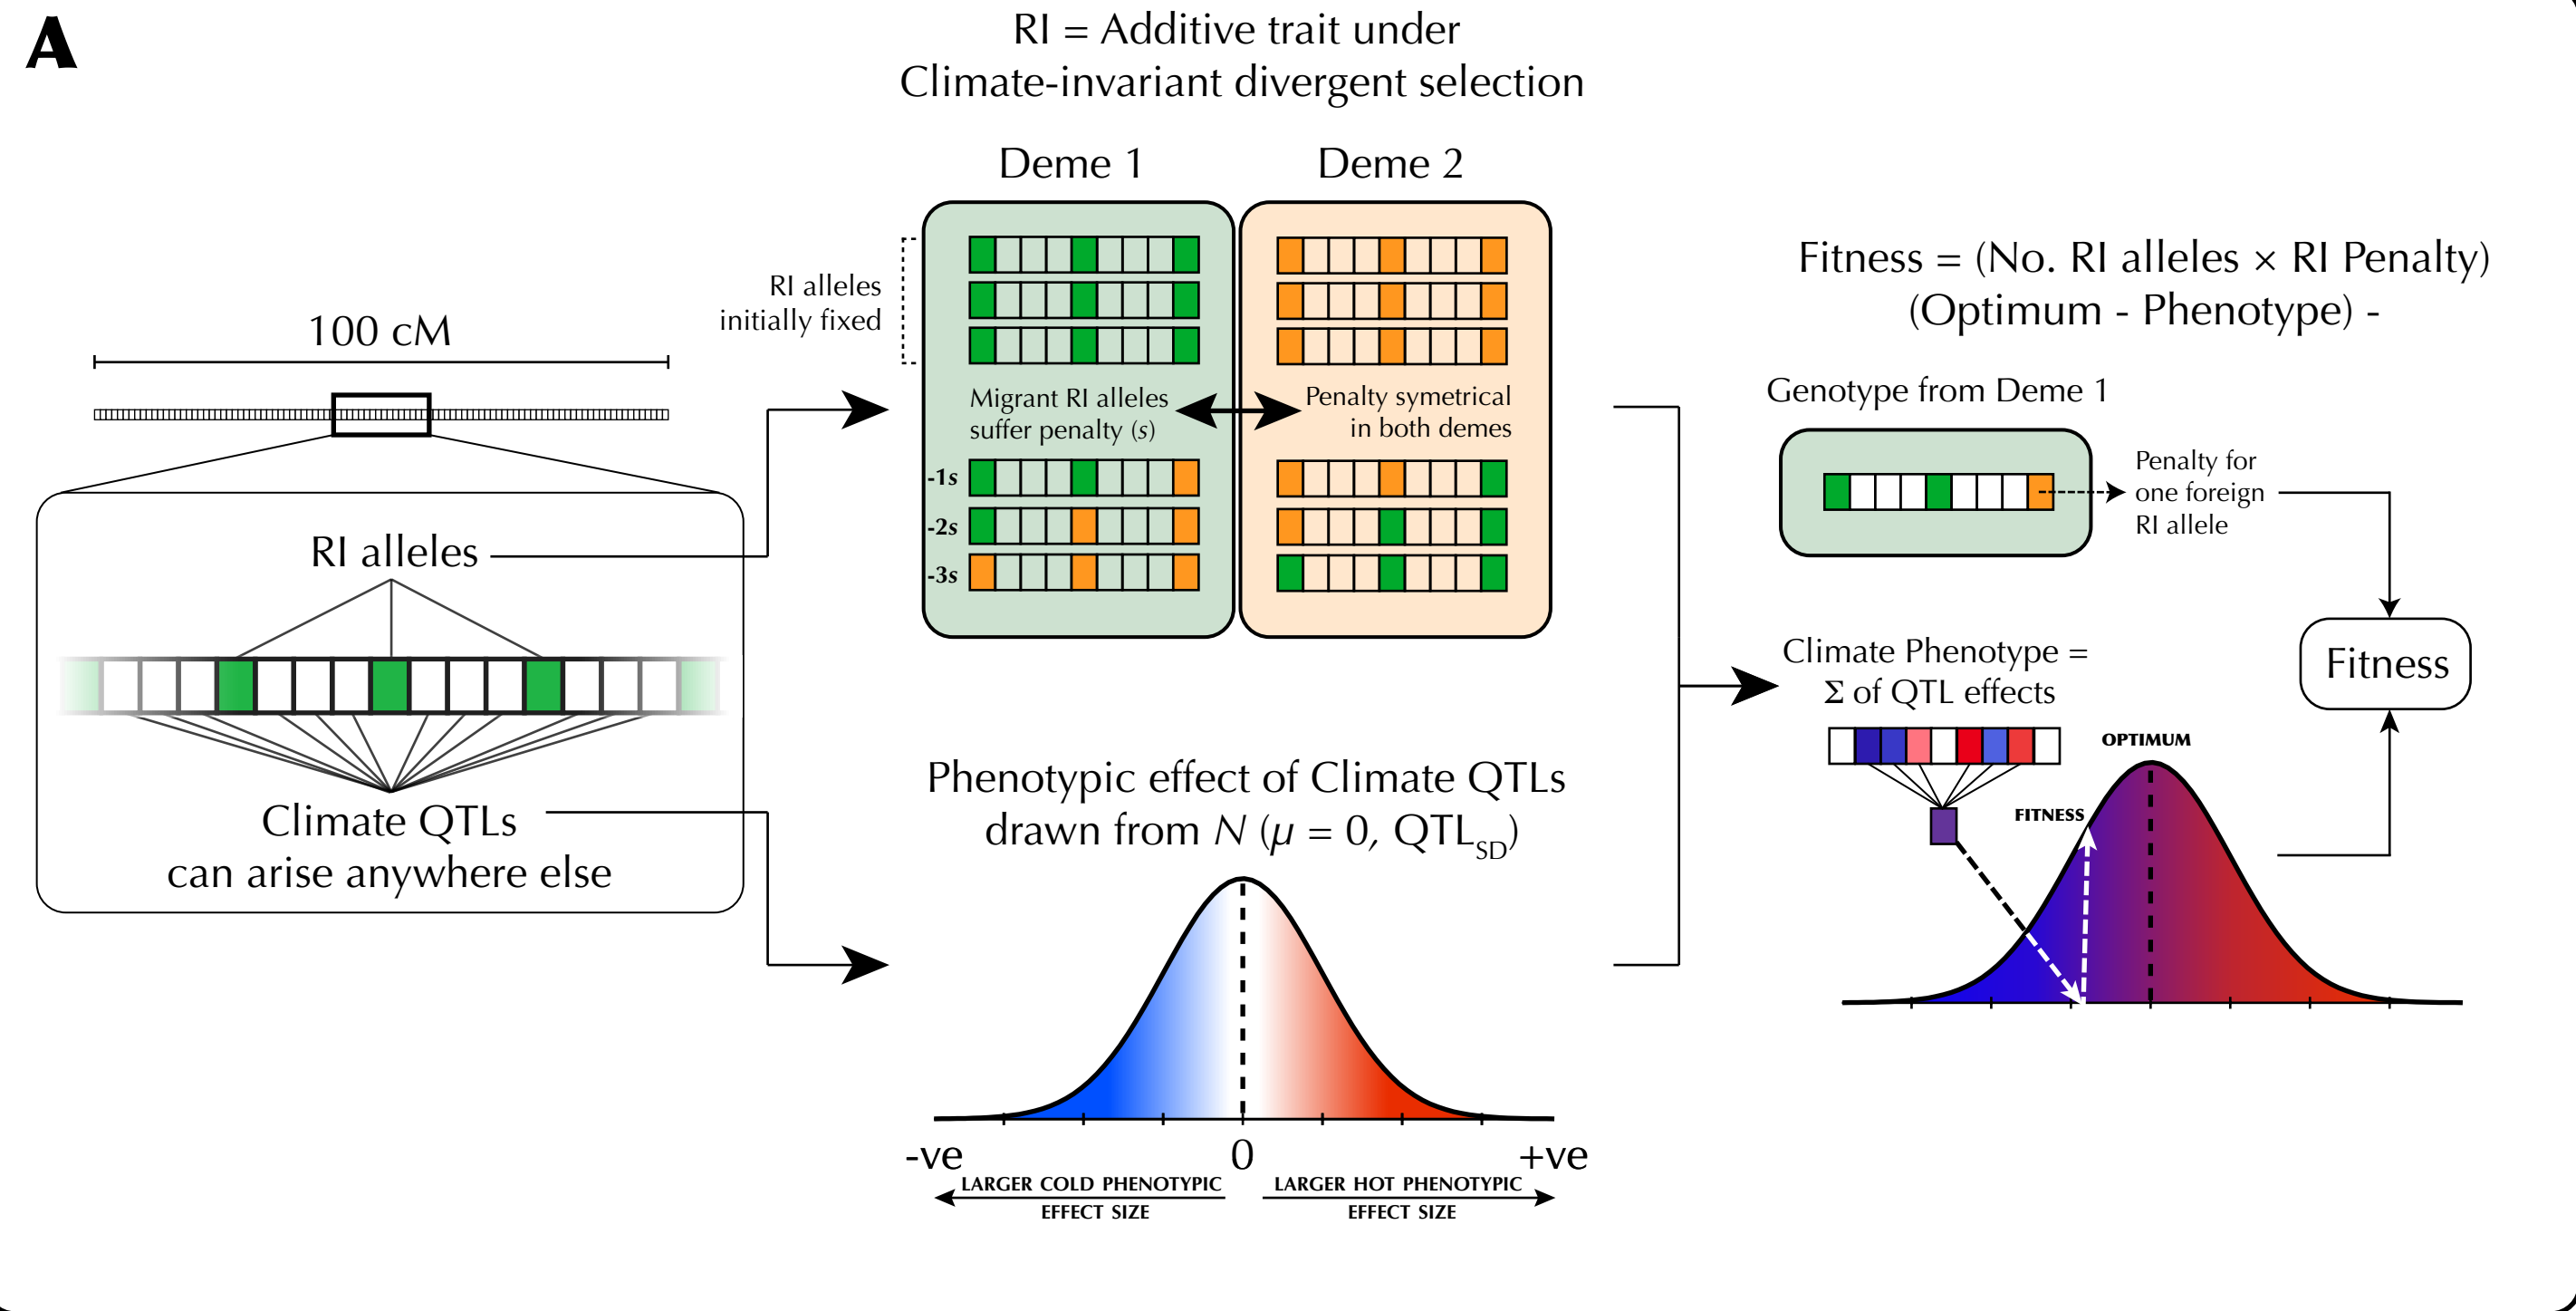 A
RI = Additive trait under
Climate-invariant divergent selection
Deme 1
Deme 2
RI alleles
initially fixed
Migrant RI alleles
suffer penalty (s)
Penalty symetrical
in both demes
-1s
-2s
-3s
100 cM
RI alleles
Climate QTLs
can arise anywhere else
Phenotypic effect of Climate QTLs
drawn from N (μ = 0, QTLSD)
-ve
0
+ve
LARGER COLD PHENOTYPIC
EFFECT SIZE
LARGER HOT PHENOTYPIC
EFFECT SIZE
Fitness = (No. RI alleles × RI Penalty)
(Optimum - Phenotype) -
Genotype from Deme 1
Penalty for
one foreign
RI allele
Climate Phenotype =
Σ of QTL effects
OPTIMUM
FITNESS
Fitness